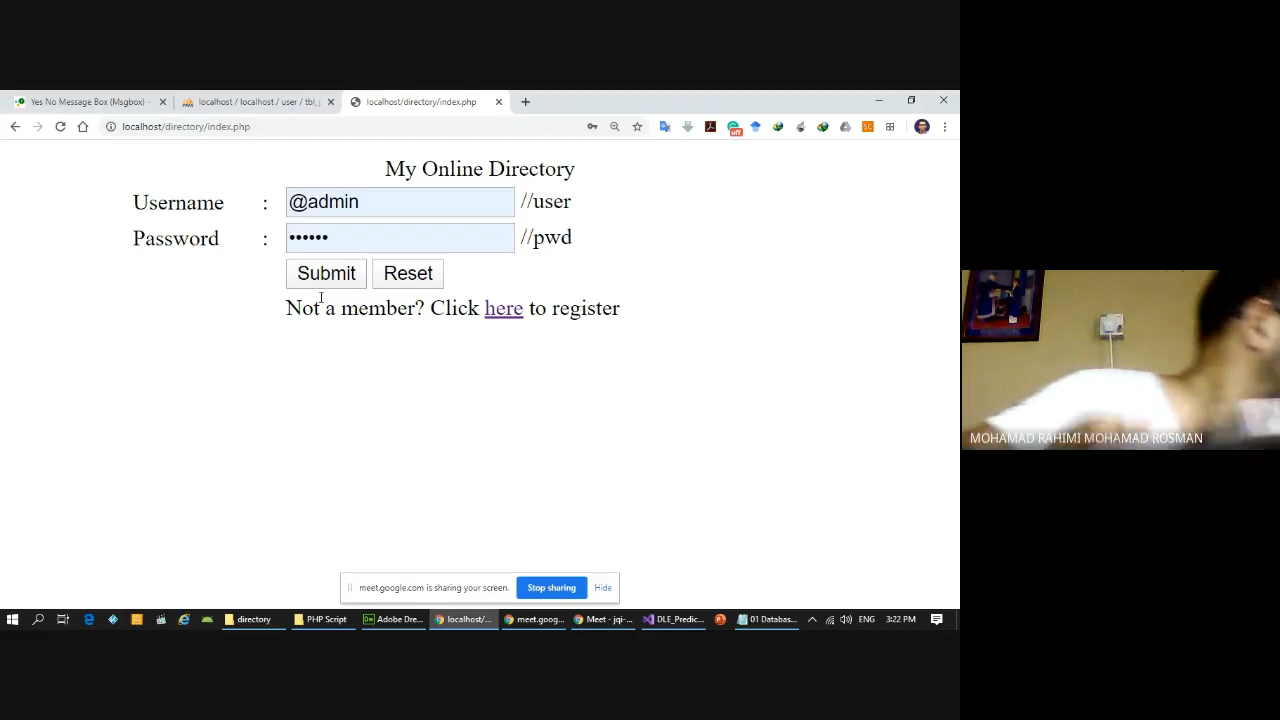 Yes No Message Box (Msgbox) -
localhost / localhost / user / tbl_
localhost/directory/index.php
localhost/directory/index.php
off
SC
My Online Directory
Username : @admin //user
Password : •••••• //pwd
Submit Reset
Not a member? Click here to register
MOHAMAD RAHIMI MOHAMAD ROSMAN
meet.google.com is sharing your screen. Stop sharing Hide
directory PHP Script Adobe Dre... localhost/... meet.goog... Meet - jqi-... DLE_Predic... 01 Databas... ENG 3:22 PM